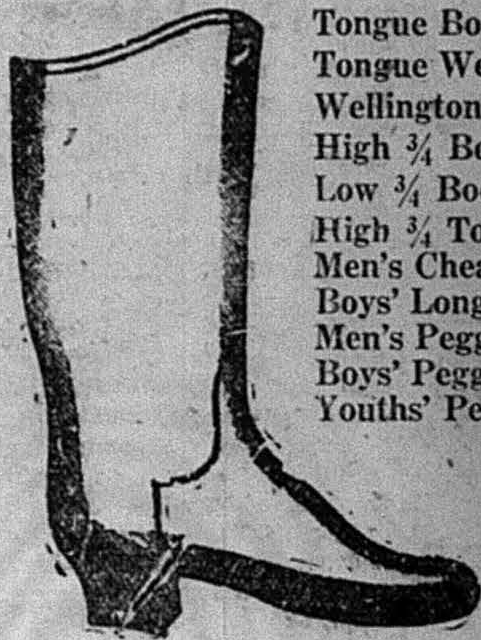 Tongue Bo
Tongue We
Wellington
High ¾ Bo
Low ¾ Bo
High ¾ To
Men's Chea
Boys' Long
Men's Pegg
Boys' Pegg
Youths' Pe